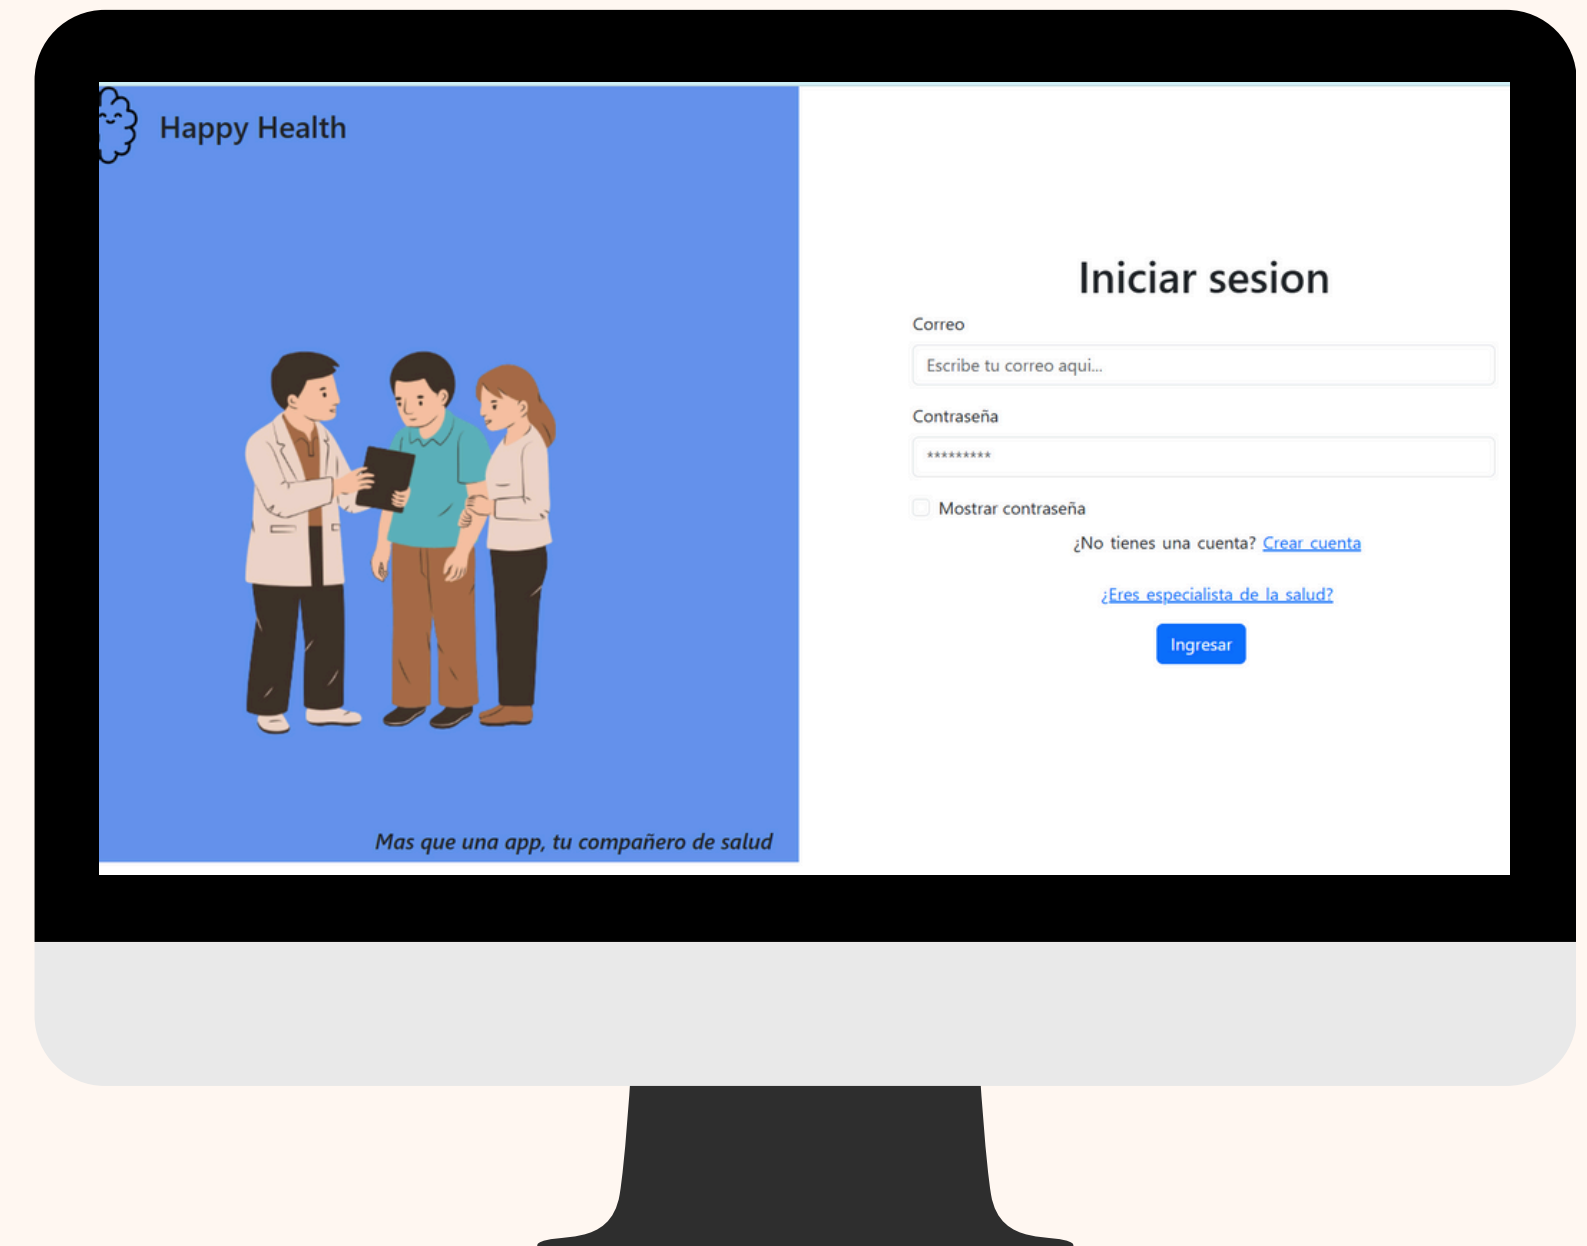 Happy Health
Mas que una app, tu compañero de salud
Iniciar sesion
Correo
Escribe tu correo aqui...
Contraseña
*********
Mostrar contraseña
¿No tienes una cuenta? Crear cuenta
¿Eres especialista de la salud?
Ingresar